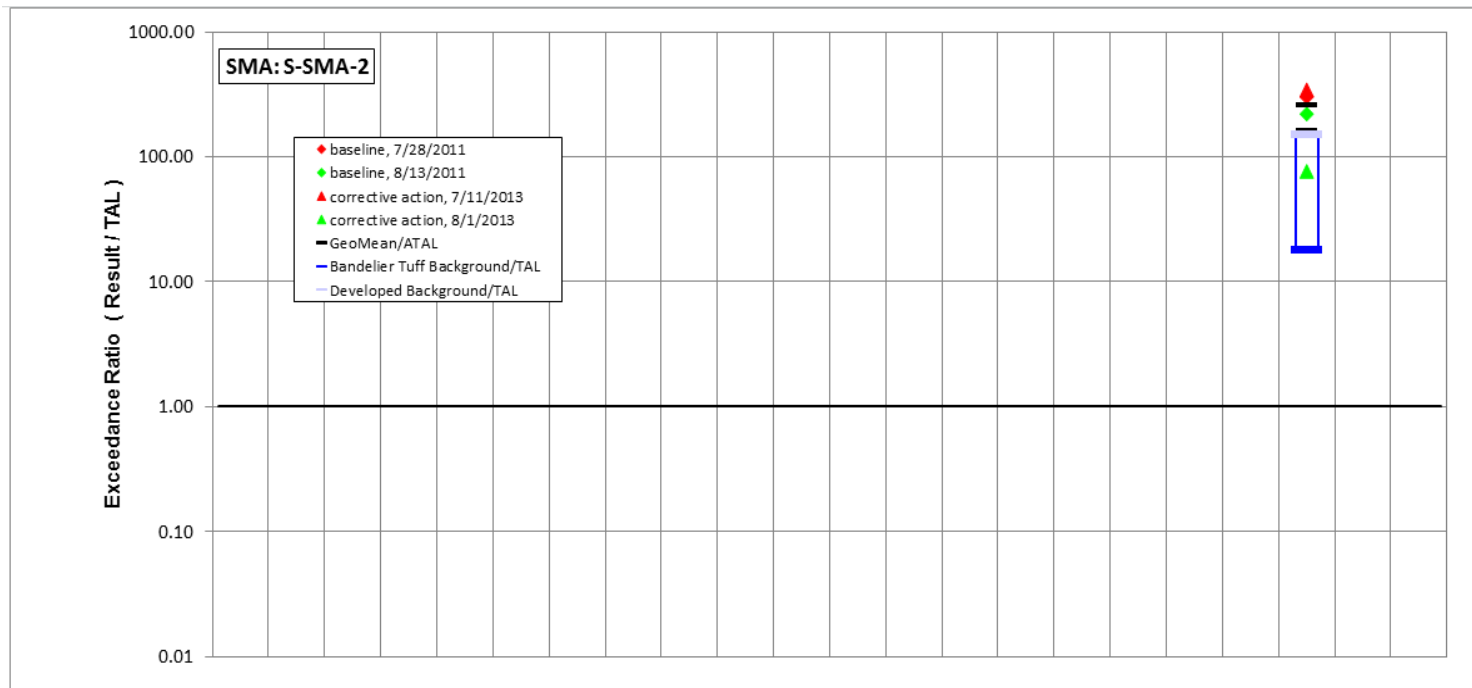 1000.00
SMA: S-SMA-2
baseline, 7/28/2011
100.00
baseline, 8/13/2011
corrective action, 7/11/2013
corrective action, 8/1/2013
GeoMean/ATAL
Bandelier Tuff Background/TAL
10.00
Developed Background/TAL
Exceedance Ratio ( Result / TAL )
1.00
0.10
0.01